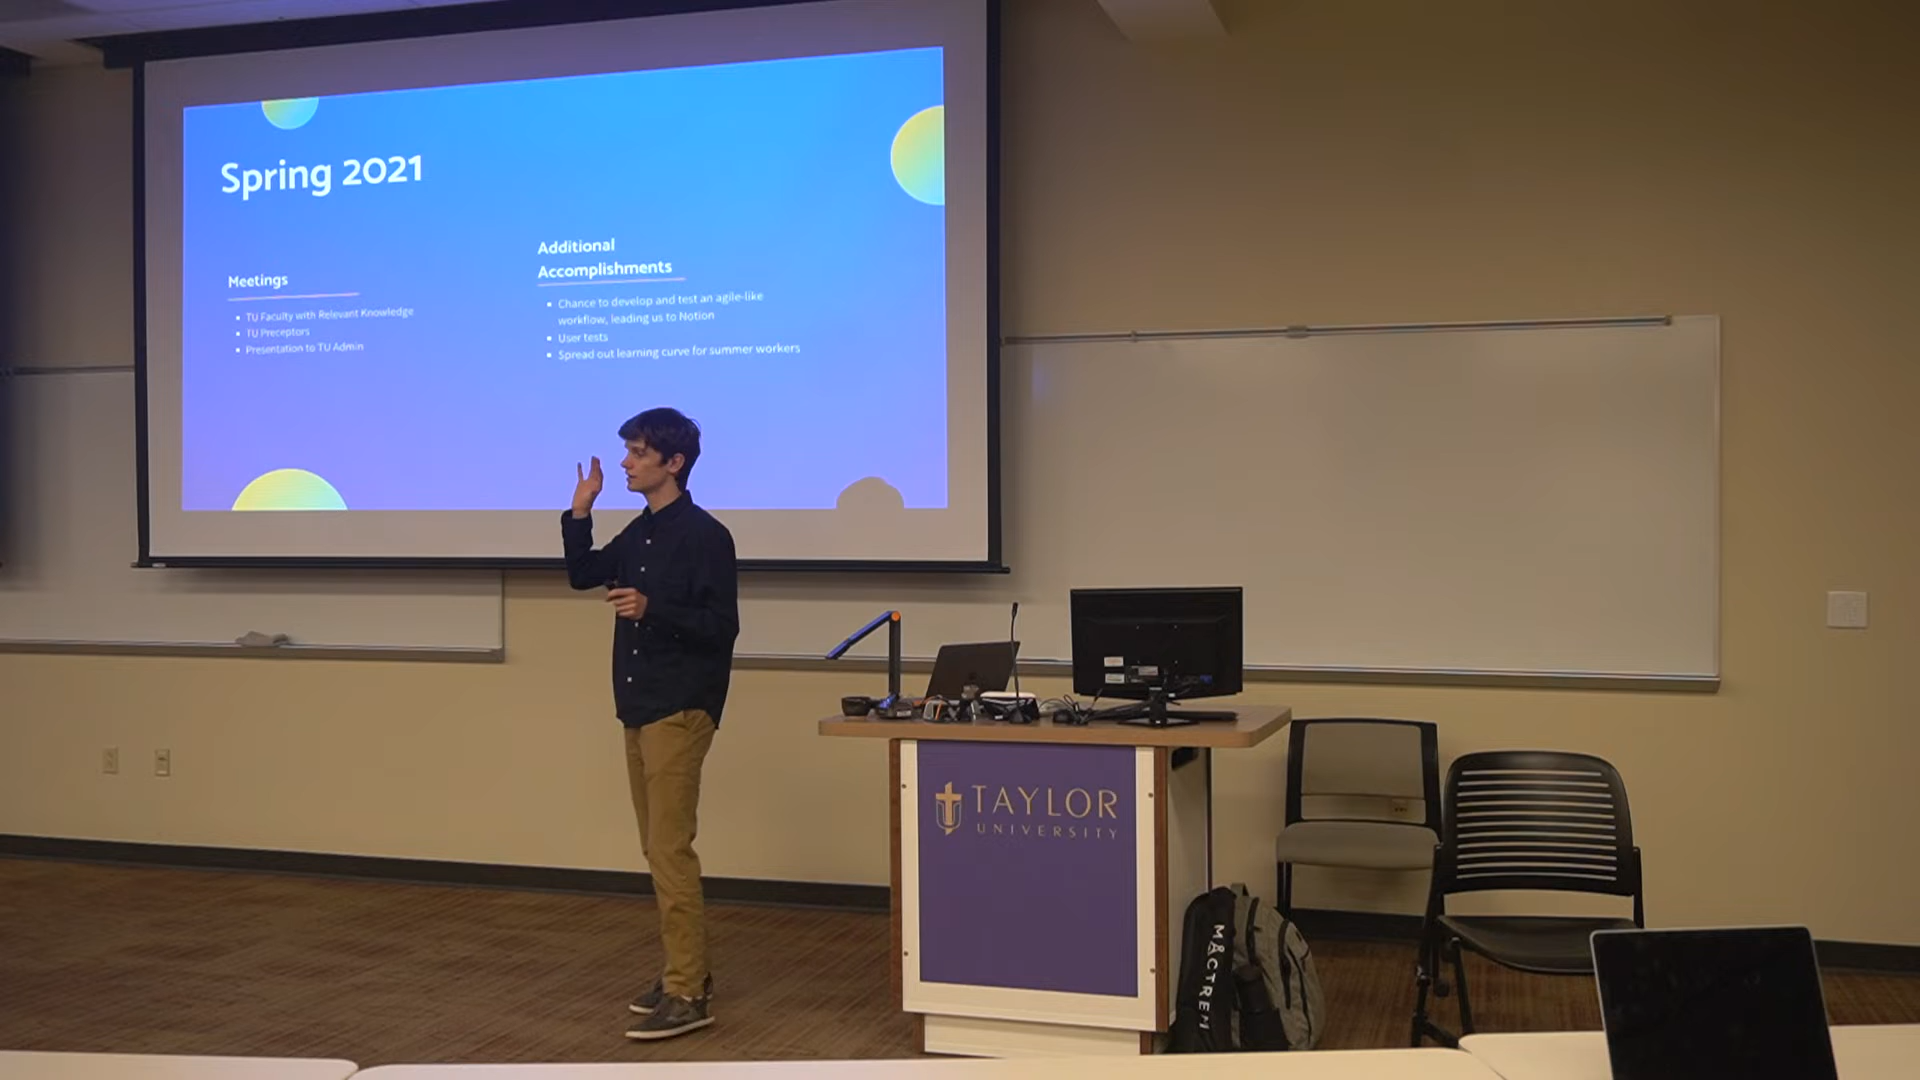 Spring 2021
Meetings
TU Faculty with Relevant Knowledge
TU Preceptors
Presentation to TU Admin
Additional
Accomplishments
Chance to develop and test an agile-like
workflow, leading us to Notion
User tests
Spread out learning curve for summer workers
TAYLOR
UNIVERSITY